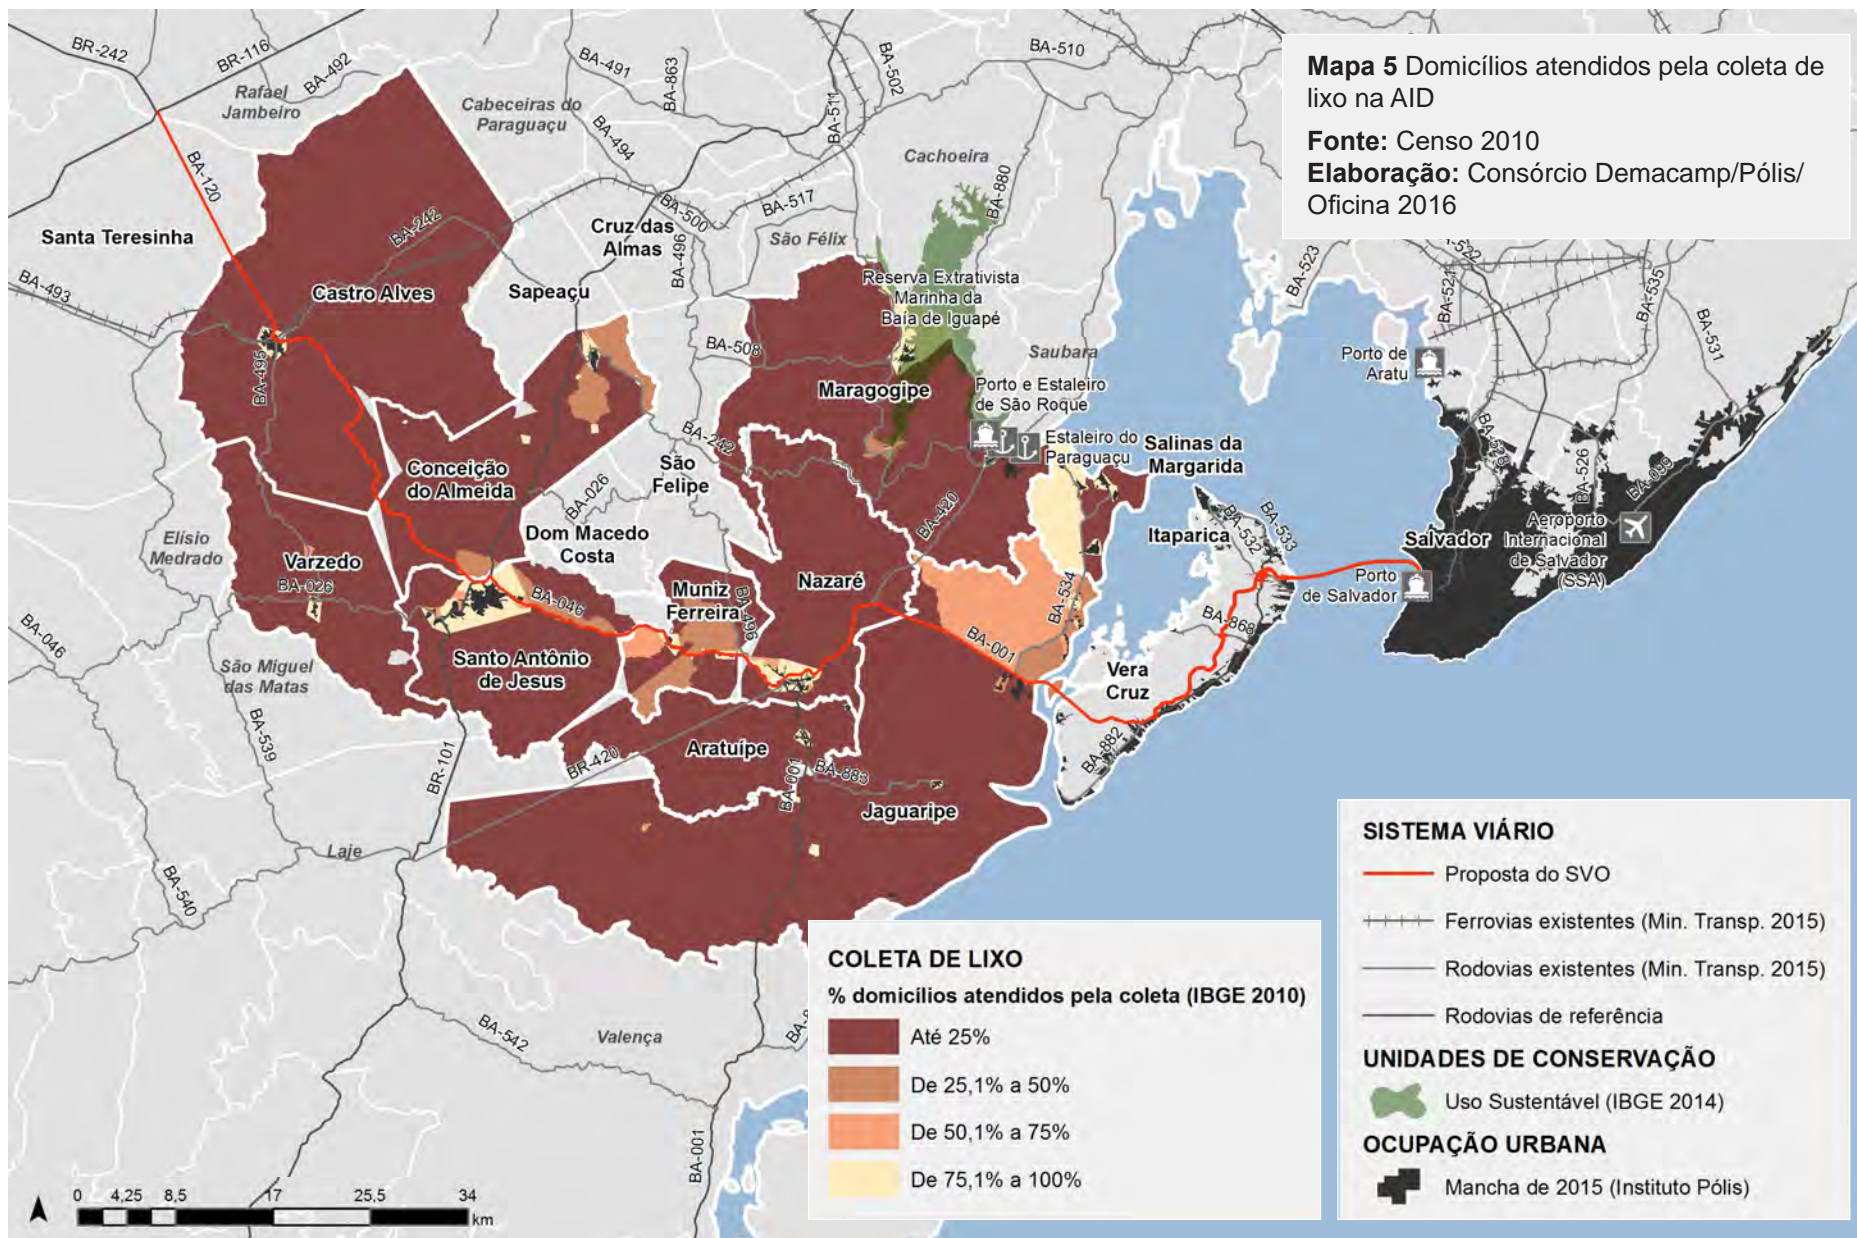 Mapa 5 Domicílios atendidos pela coleta de
lixo na AID
Fonte: Censo 2010
Elaboração: Consórcio Demacamp/Pólis/
Oficina 2016
BR-242
BR-116
BA-492
Rafael
Jambeiro
BA-491
BA-863
BA-502
BA-510
BA-511
Cabeceiras do
Paraguaçu
BA-494
Cachoeira
BA-880
BA-120
BA-242
BA-500
BA-517
Cruz das
Almas
BA-496
São Félix
Santa Teresinha
BA-493
Castro Alves
Sapeaçu
Reserva Extrativista
Marinha da
Baía de Iguapé
BA-523
BA-522
BA-521
BA-535
BA-531
BA-495
BA-508
Saubara
Porto de
Aratu
Maragogipe
Porto e Estaleiro
de São Roque
Estaleiro do
Paraguaçu
Salinas da
Margarida
BA-242
BA-528
BA-526
BA-099
Conceição
do Almeida
São
Felipe
BA-026
Dom Macedo
Costa
BA-420
Itaparica
BA-532
BA-533
Salvador
Aeroporto
Internacional
de Salvador
(SSA)
Elísio
Medrado
Varzedo
BA-026
BA-046
Muniz
Ferreira
BA-496
Nazaré
BA-534
Porto
de Salvador
BA-868
BA-046
São Miguel
das Matas
Santo Antônio
de Jesus
BA-001
Vera
Cruz
BA-539
BR-101
BR-420
Aratuípe
BA-001
BA-883
BA-882
Jaguaripe
Laje
BA-540
BA-542
Valença
BA-001
COLETA DE LIXO
% domicílios atendidos pela coleta (IBGE 2010)
Até 25%
De 25,1% a 50%
De 50,1% a 75%
De 75,1% a 100%
SISTEMA VIÁRIO
Proposta do SVO
Ferrovias existentes (Min. Transp. 2015)
Rodovias existentes (Min. Transp. 2015)
Rodovias de referência
UNIDADES DE CONSERVAÇÃO
Uso Sustentável (IBGE 2014)
OCUPAÇÃO URBANA
Mancha de 2015 (Instituto Pólis)
0 4,25 8,5 17 25,5 34
km